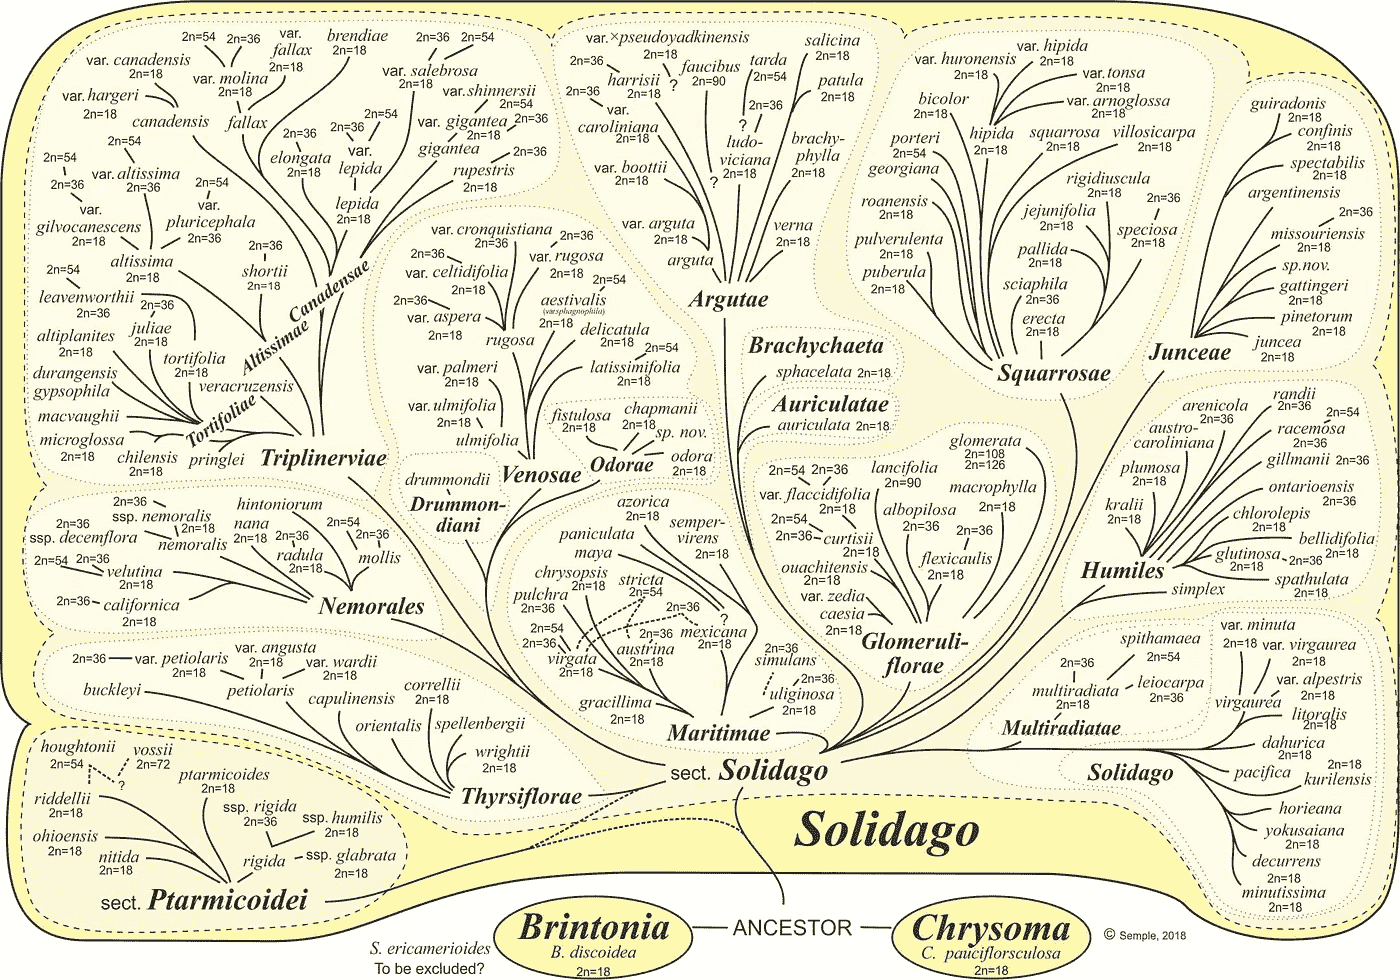 2n=54
2n=36
var.
fallax
2n=18
brendiae
2n=18
2n=36
2n=54
var. canadensis
2n=18
var. molina
2n=18
var. salebrosa
2n=18
var. hargeri
2n=18
canadensis
fallax
var. shinnersii
2n=54
2n=54
2n=36
var.
lepida
lepida
2n=18
2n=36
elongata
2n=18
var.
gigantea
2n=18
2n=36
gigantea
2n=36
rupestris
2n=18
2n=54
var. altissima
2n=36
2n=54
2n=36
var.
gilvocanescens
2n=18
2n=54
var.
pluricephala
2n=36
altissima
2n=18
2n=36
shortii
2n=18
2n=54
leavenworthii
2n=36
2n=36
juliae
2n=18
altiplanites
2n=18
tortifolia
2n=18
durangensis
gypsophila
veracruzensis
macvaughii
microglossa
2n=18
chilensis
2n=18
pringlei
Canadensae
Altissimae
Tortifoliae
Triplinerviae
var. cronquistiana
2n=36
2n=36
var. celtidifolia
2n=18
2n=36
var. rugosa
2n=18
2n=36
var. aspera
2n=18
rugosa
2n=54
aestivalis
(var sphagnophila)
2n=18
delicatula
2n=18
2n=54
latissimifolia
2n=18
var. palmeri
2n=18
var. ulmifolia
2n=18
ulmifolia
Venosae
fistulosa
2n=18
chapmanii
2n=18
sp. nov.
odora
2n=18
Odorae
drummondii
Drummon-
diani
var.×pseudoyadkinensis
2n=18
?
2n=36
harrisii
2n=18
faucibus
2n=90
tarda
2n=54
?
salicina
2n=18
patula
2n=18
2n=36
var.
caroliniana
2n=18
2n=36
ludo-
viciana
2n=18
brachy-
phylla
2n=18
var. boottii
2n=18
?
var. arguta
2n=18
arguta
verna
2n=18
Argutae
Brachychaeta
sphacelata 2n=18
Auriculatae
auriculata 2n=18
var. huronensis
2n=18
var. hipida
2n=18
var. tonsa
2n=18
var. arnoglossa
2n=18
bicolor
2n=18
hipida
2n=18
squarrosa
2n=18
villosicarpa
2n=18
porteri
2n=54
georgiana
roanensis
2n=18
rigidiuscula
2n=18
jejunifolia
2n=18
2n=36
speciosa
2n=18
pulverulenta
2n=18
pallida
2n=18
puberula
2n=18
sciaphila
2n=36
erecta
2n=18
Squarrosae
guiradonis
2n=18
confinis
2n=18
spectabilis
2n=18
argentinensis
2n=36
missouriensis
2n=18
sp.nov.
gattingeri
2n=18
pinetorum
2n=18
juncea
2n=18
Junceae
2n=36
ssp. nemoralis
2n=18
2n=36
ssp. decemflora
nemoralis
2n=18
hintoniorum
nana
2n=18
2n=36
radula
2n=18
2n=54
2n=36
mollis
2n=54
2n=36
velutina
2n=18
2n=36
californica
2n=18
Nemorales
azorica
2n=18
semper-
virens
2n=18
paniculata
maya
chrysopsis
2n=18
stricta
2n=54
pulchra
2n=36
2n=36
?
mexicana
2n=18
2n=54
2n=36
virgata
2n=18
2n=36
austrina
2n=18
2n=36
simulans
uliginosa
2n=18
gracillima
2n=18
Maritimae
2n=54
2n=36
var. flaccidifolia
2n=18
lancifolia
2n=90
glomerata
2n=108
2n=126
macrophylla
2n=18
albopilosa
2n=36
2n=54
2n=36
curtisii
2n=18
2n=36
flexicaulis
2n=18
ouachitensis
2n=18
var. zedia
caesia
2n=18
Glomeruli-
florae
randii
2n=36
arenicola
2n=36
2n=54
racemosa
2n=36
austro-
caroliniana
gillmanii 2n=36
plumosa
2n=18
ontarioensis
2n=36
kralii
2n=18
chlorolepis
2n=18
bellidifolia
2n=18
glutinosa
2n=18
2n=36
spathulata
2n=18
Humiles
simplex
2n=36
var. petiolaris
2n=18
var. angusta
2n=18
var. wardii
2n=18
buckleyi
petiolaris
capulinensis
correllii
2n=18
orientalis
spellenbergii
wrightii
2n=18
Thyrsiflorae
sect. Solidago
spithamaea
2n=54
2n=36
multiradiata
2n=18
leiocarpa
2n=36
Multiradiatae
Solidago
var. minuta
2n=18
var. virgaurea
2n=18
virgaurea
var. alpestris
2n=18
litoralis
2n=18
dahurica
2n=18
pacifica
2n=18
kurilensis
horieana
yokusaiana
2n=18
decurrens
2n=18
minutissima
2n=18
houghtonii
2n=54
vossii
2n=72
?
ptarmicoides
2n=18
riddellii
2n=18
ssp. rigida
2n=36
ssp. humilis
2n=18
ohioensis
2n=18
nitida
2n=18
rigida
ssp. glabrata
2n=18
sect. Ptarmicoidei
Solidago
S. ericamerioides
To be excluded?
Brintonia
B. discoidea
2n=18
ANCESTOR
Chrysoma
C. pauciflorsculosa
2n=18
© Semple, 2018